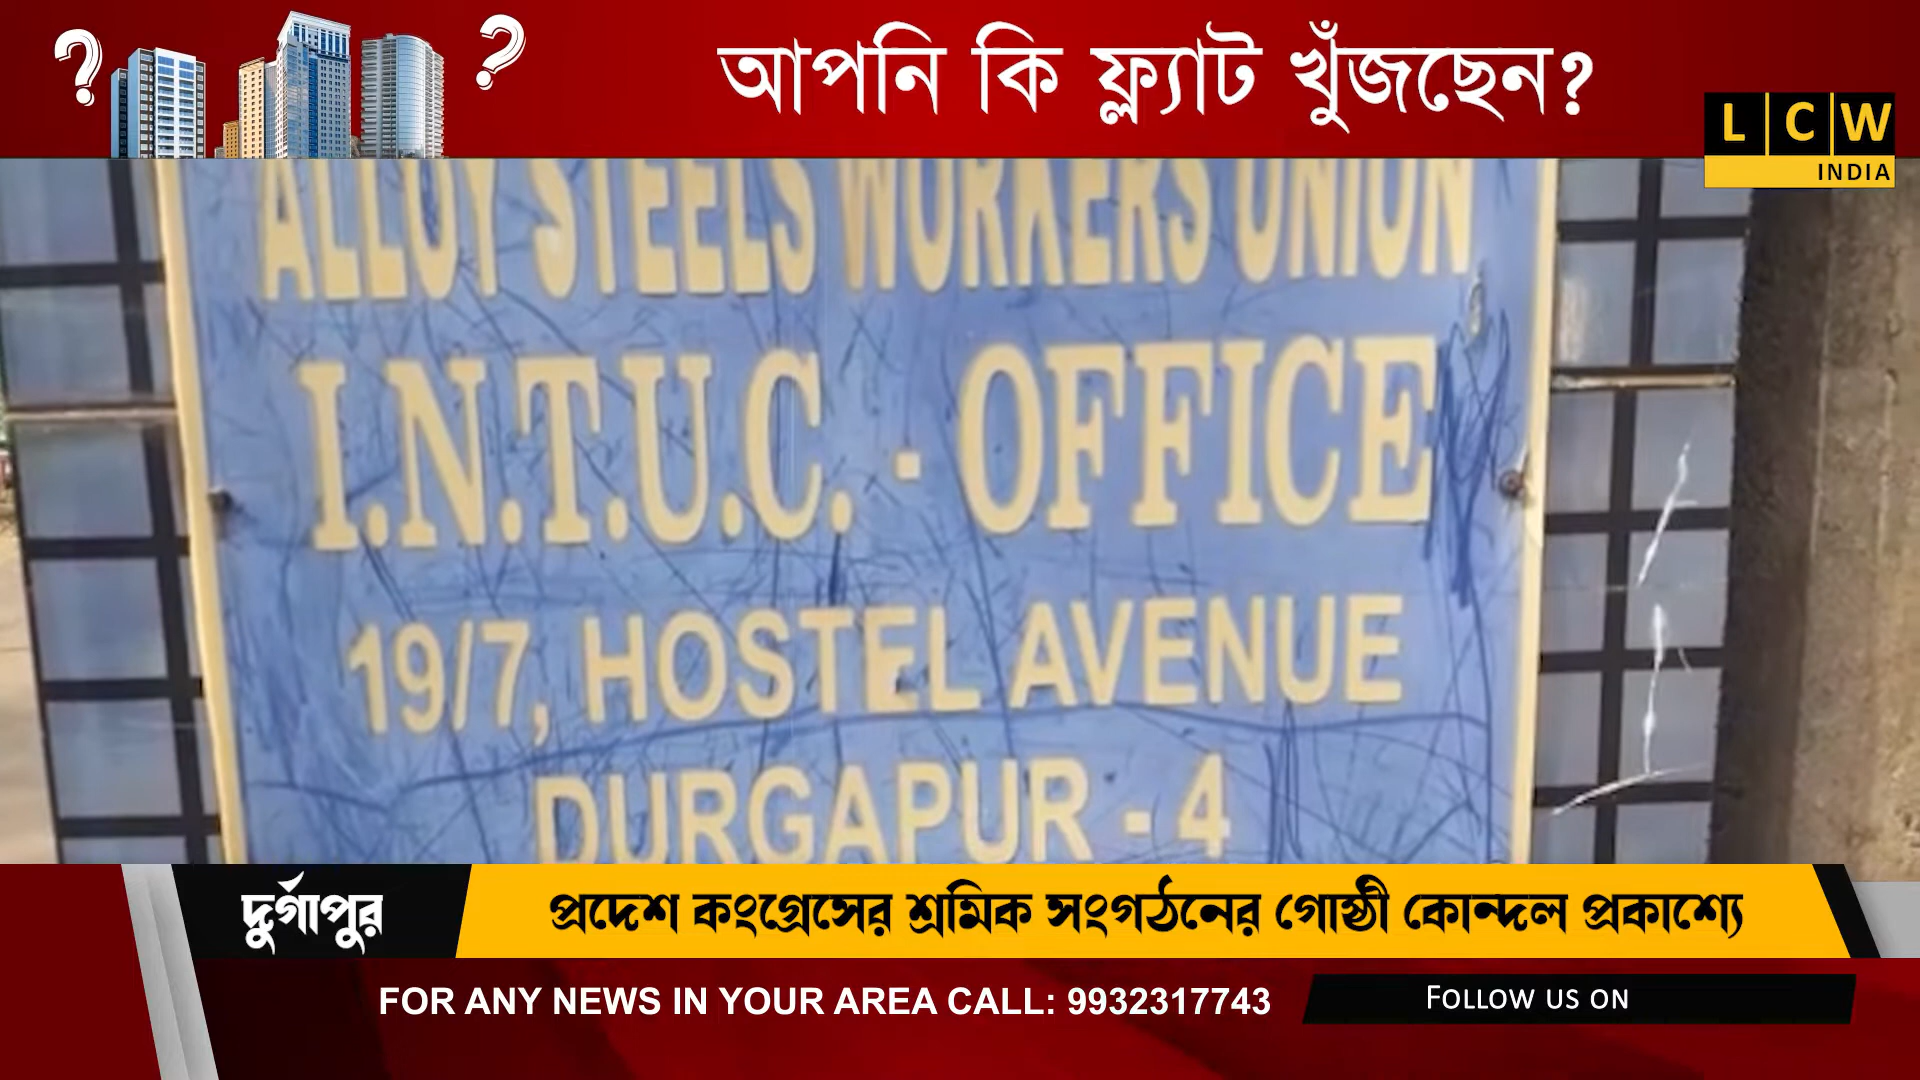 ? ? আপনি কি ফ্ল্যাট খুঁজছেন?
L C W
INDIA
ALLOY STEELS WORKERS UNION
I.N.T.U.C. - OFFICE
19/7, HOSTEL AVENUE
DURGAPUR - 4
দুর্গাপুর
প্রদেশ কংগ্রেসের শ্রমিক সংগঠনের গোষ্ঠী কোন্দল প্রকাশ্যে
FOR ANY NEWS IN YOUR AREA CALL: 9932317743
FOLLOW US ON